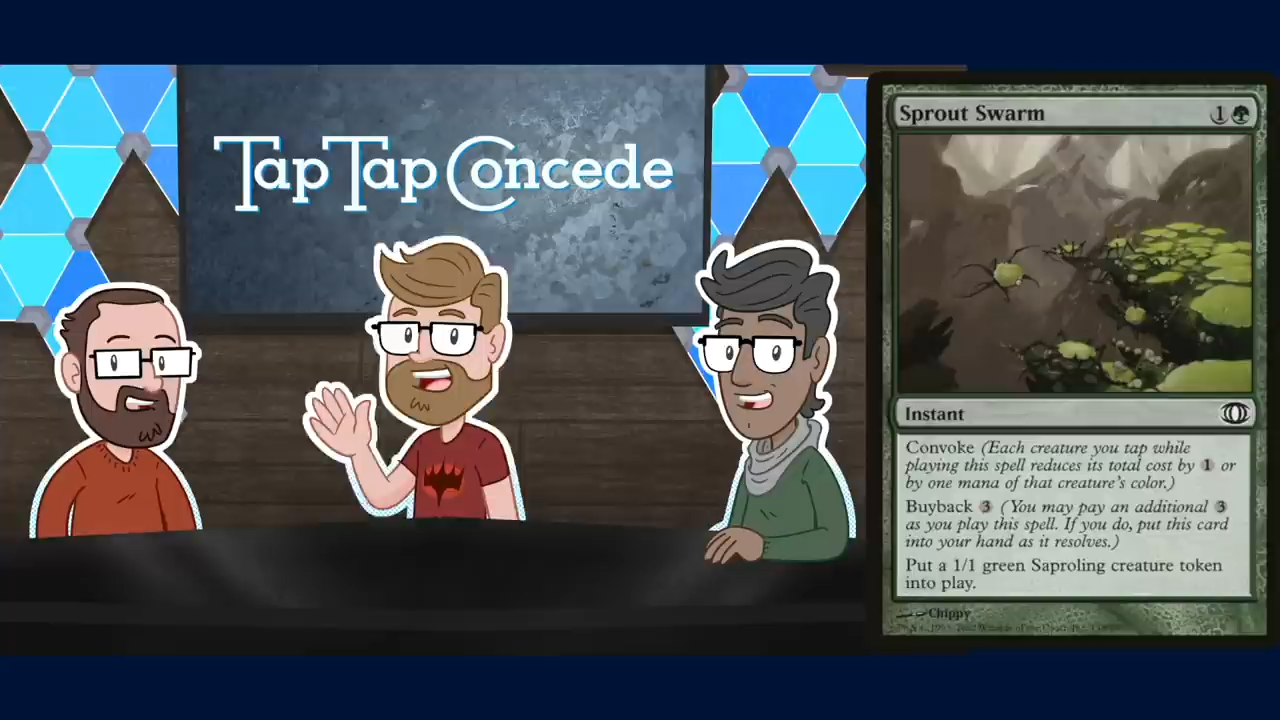 Tap Tap Concede
Sprout Swarm
1
Instant
Convoke (Each creature you tap while
playing this spell reduces its total cost by 1 or
by one mana of that creature's color.)
Buyback 3 (You may pay an additional 3
as you play this spell. If you do, put this card
into your hand as it resolves.)
Put a 1/1 green Saproling creature token
into play.
Chippy